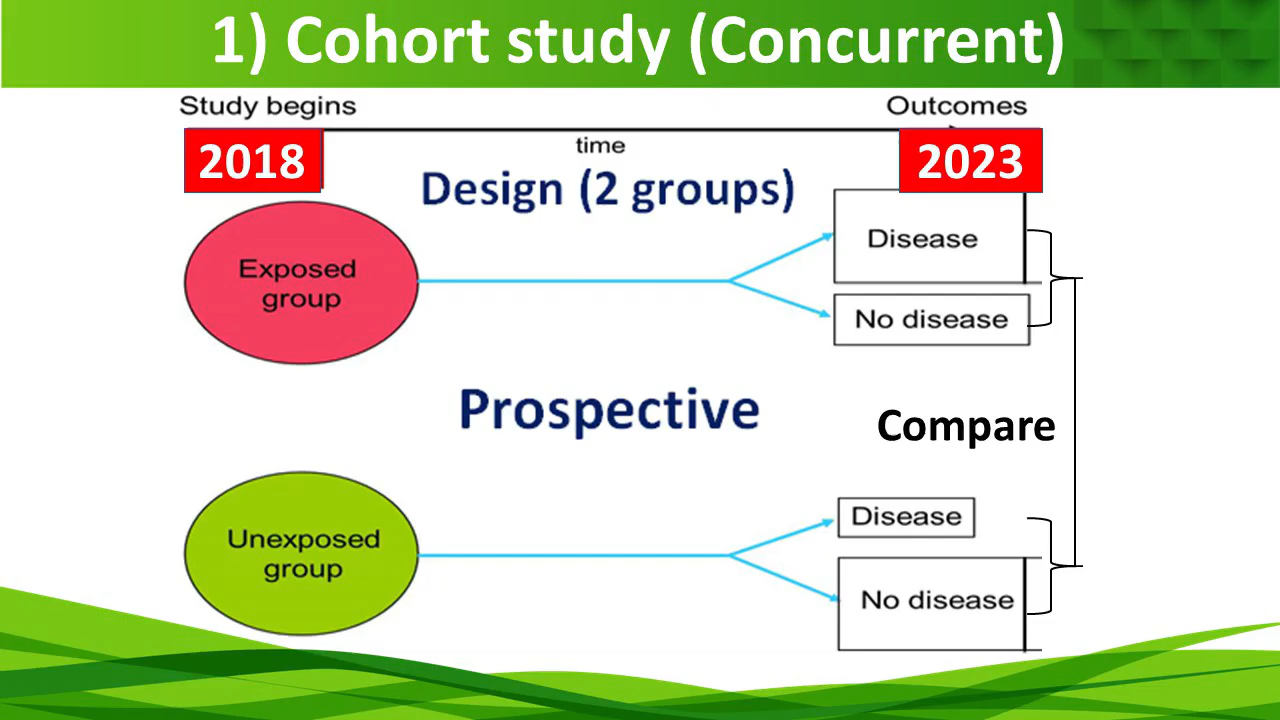 1) Cohort study (Concurrent)
Study begins
Outcomes
time
2018
2023
Design (2 groups)
Exposed
group
Disease
No disease
Prospective
Compare
Unexposed
group
Disease
No disease